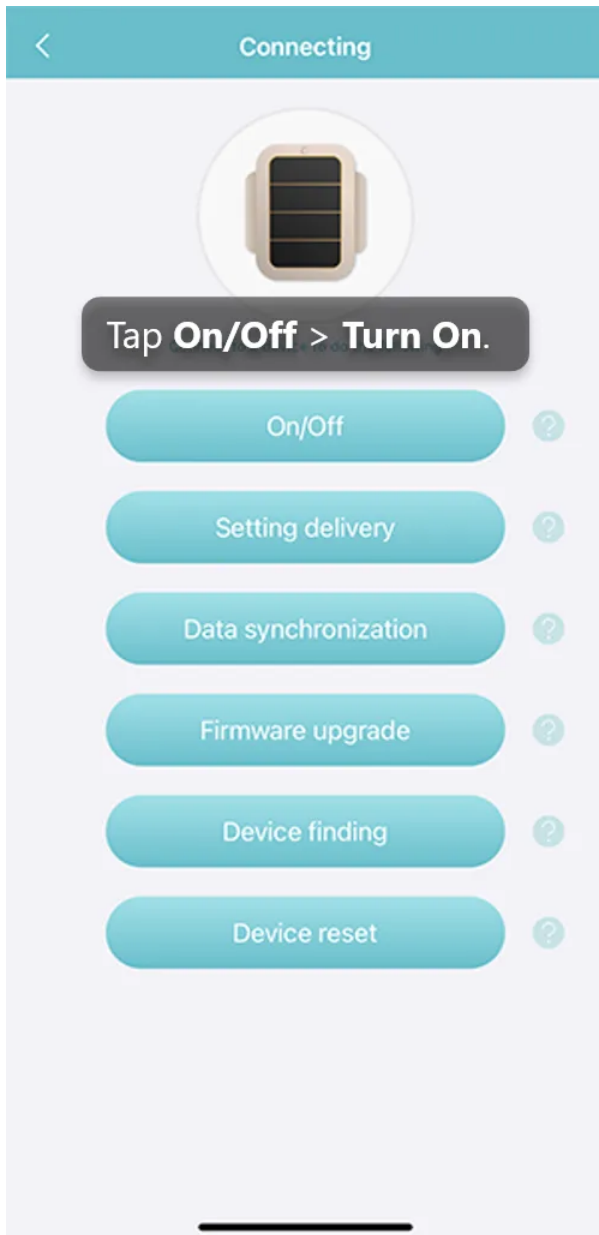 Connecting
Tap On/Off > Turn On.
On/Off
?
Setting delivery
?
Data synchronization
?
Firmware upgrade
?
Device finding
?
Device reset
?